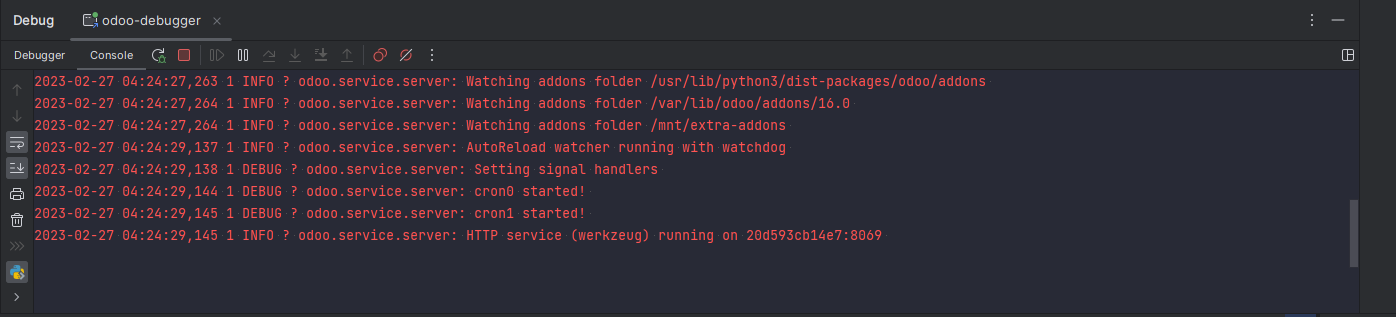 Debug odoo-debugger
Debugger Console
2023-02-27 04:24:27,263 1 INFO ? odoo.service.server: Watching addons folder /usr/lib/python3/dist-packages/odoo/addons
2023-02-27 04:24:27,264 1 INFO ? odoo.service.server: Watching addons folder /var/lib/odoo/addons/16.0
2023-02-27 04:24:27,264 1 INFO ? odoo.service.server: Watching addons folder /mnt/extra-addons
2023-02-27 04:24:29,137 1 INFO ? odoo.service.server: AutoReload watcher running with watchdog
2023-02-27 04:24:29,138 1 DEBUG ? odoo.service.server: Setting signal handlers
2023-02-27 04:24:29,144 1 DEBUG ? odoo.service.server: cron0 started!
2023-02-27 04:24:29,145 1 DEBUG ? odoo.service.server: cron1 started!
2023-02-27 04:24:29,145 1 INFO ? odoo.service.server: HTTP service (werkzeug) running on 20d593cb14e7:8069